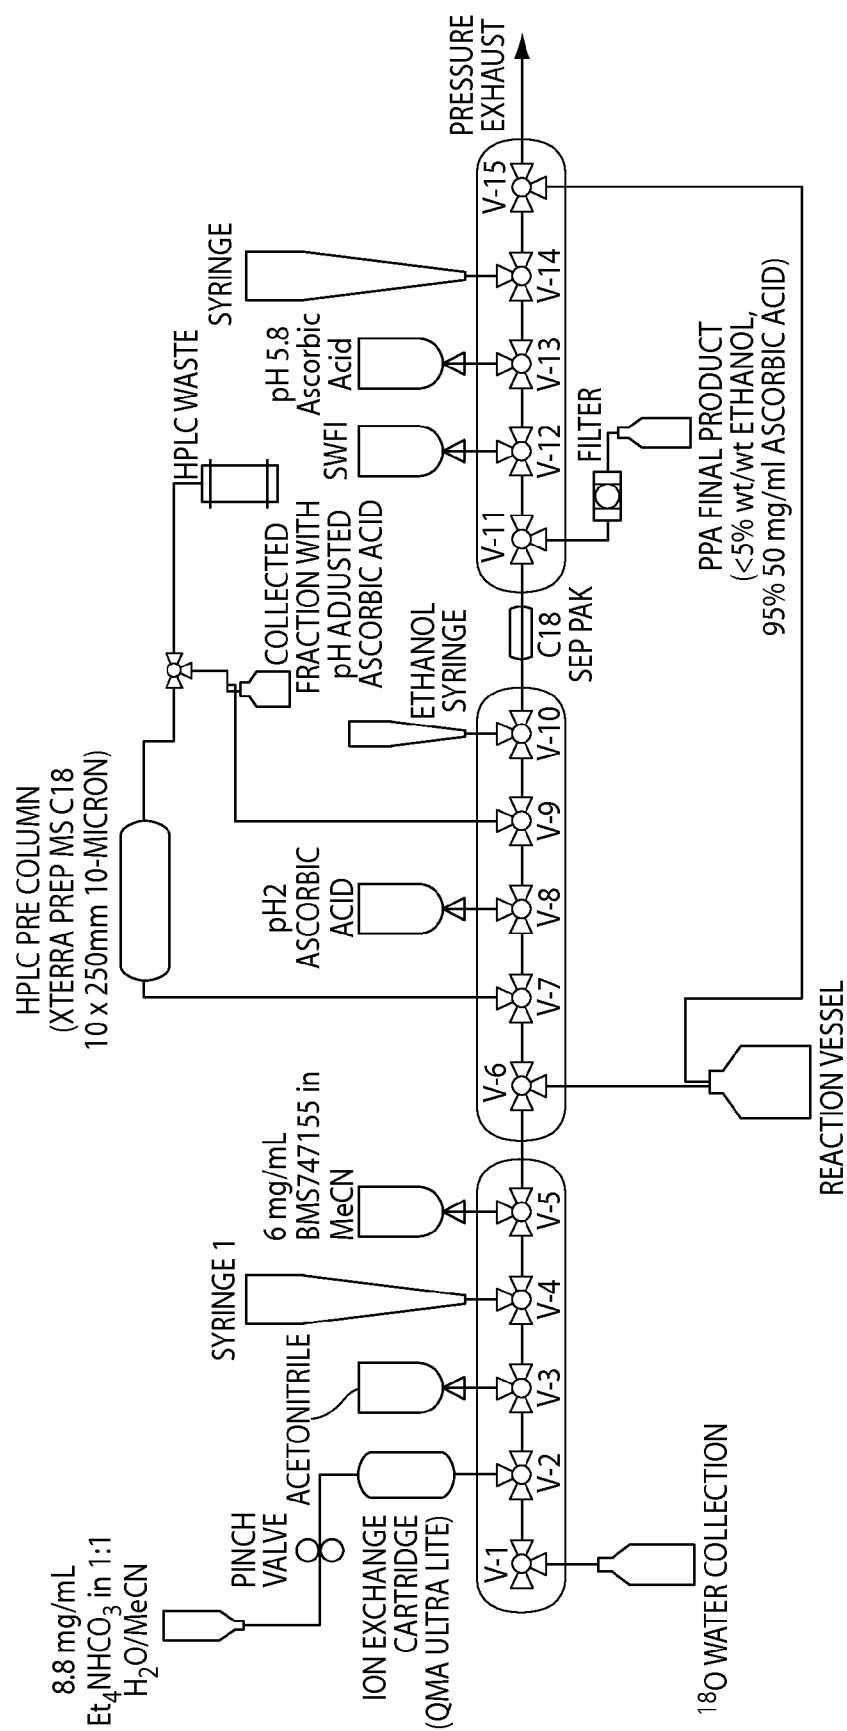 8.8 mg/mL
Et4NHCO3 in 1:1
H2O/MeCN
PINCH
VALVE
ION EXCHANGE
CARTRIDGE
(QMA ULTRA LITE)
ACETONITRILE
SYRINGE 1
6 mg/mL
BMS747155 in
MeCN
V-1
V-2
V-3
V-4
V-5
18O WATER COLLECTION
HPLC PRE COLUMN
(XTERRA PREP MS C18
10 x 250mm 10-MICRON)
pH2
ASCORBIC
ACID
ETHANOL
SYRINGE
V-6
V-7
V-8
V-9
V-10
REACTION VESSEL
HPLC WASTE
COLLECTED
FRACTION WITH
pH ADJUSTED
ASCORBIC ACID
C18
SEP PAK
SWFI
pH 5.8
Ascorbic
Acid
SYRINGE
V-11
V-12
V-13
V-14
V-15
PRESSURE
EXHAUST
FILTER
PPA FINAL PRODUCT
(<5% wt/wt ETHANOL,
95% 50 mg/ml ASCORBIC ACID)